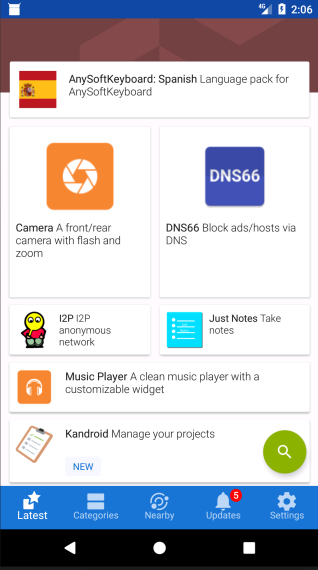 4G 2:06
AnySoftKeyboard: Spanish Language pack for
AnySoftKeyboard
DNS66
Camera A front/rear
camera with flash and
zoom
DNS66 Block ads/hosts via
DNS
I2P I2P
anonymous
network
Just Notes Take
notes
Music Player A clean music player with a
customizable widget
Kandroid Manage your projects
NEW
5
Latest
Categories
Nearby
Updates
Settings